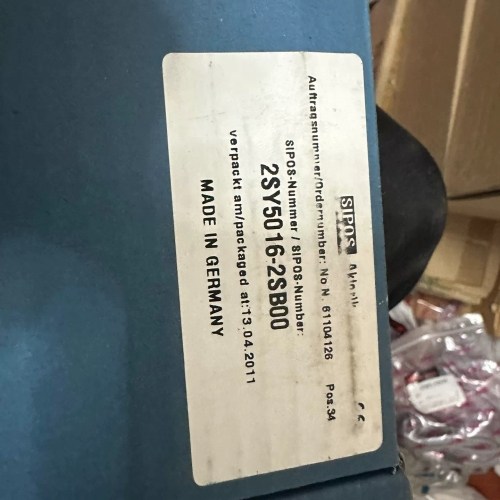 SIPOS Aktorik
Auftragsnummer/Ordernumber: No N. 61104126 Pos.34
SIPOS-Nummer / SIPOS-Number:
2SY5016-2SB00
verpackt am/packaged at:13.04.2011
MADE IN GERMANY